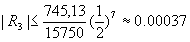 | R₃ |≤ 745,13/15750 (1/2)⁷ ≈ 0.00037